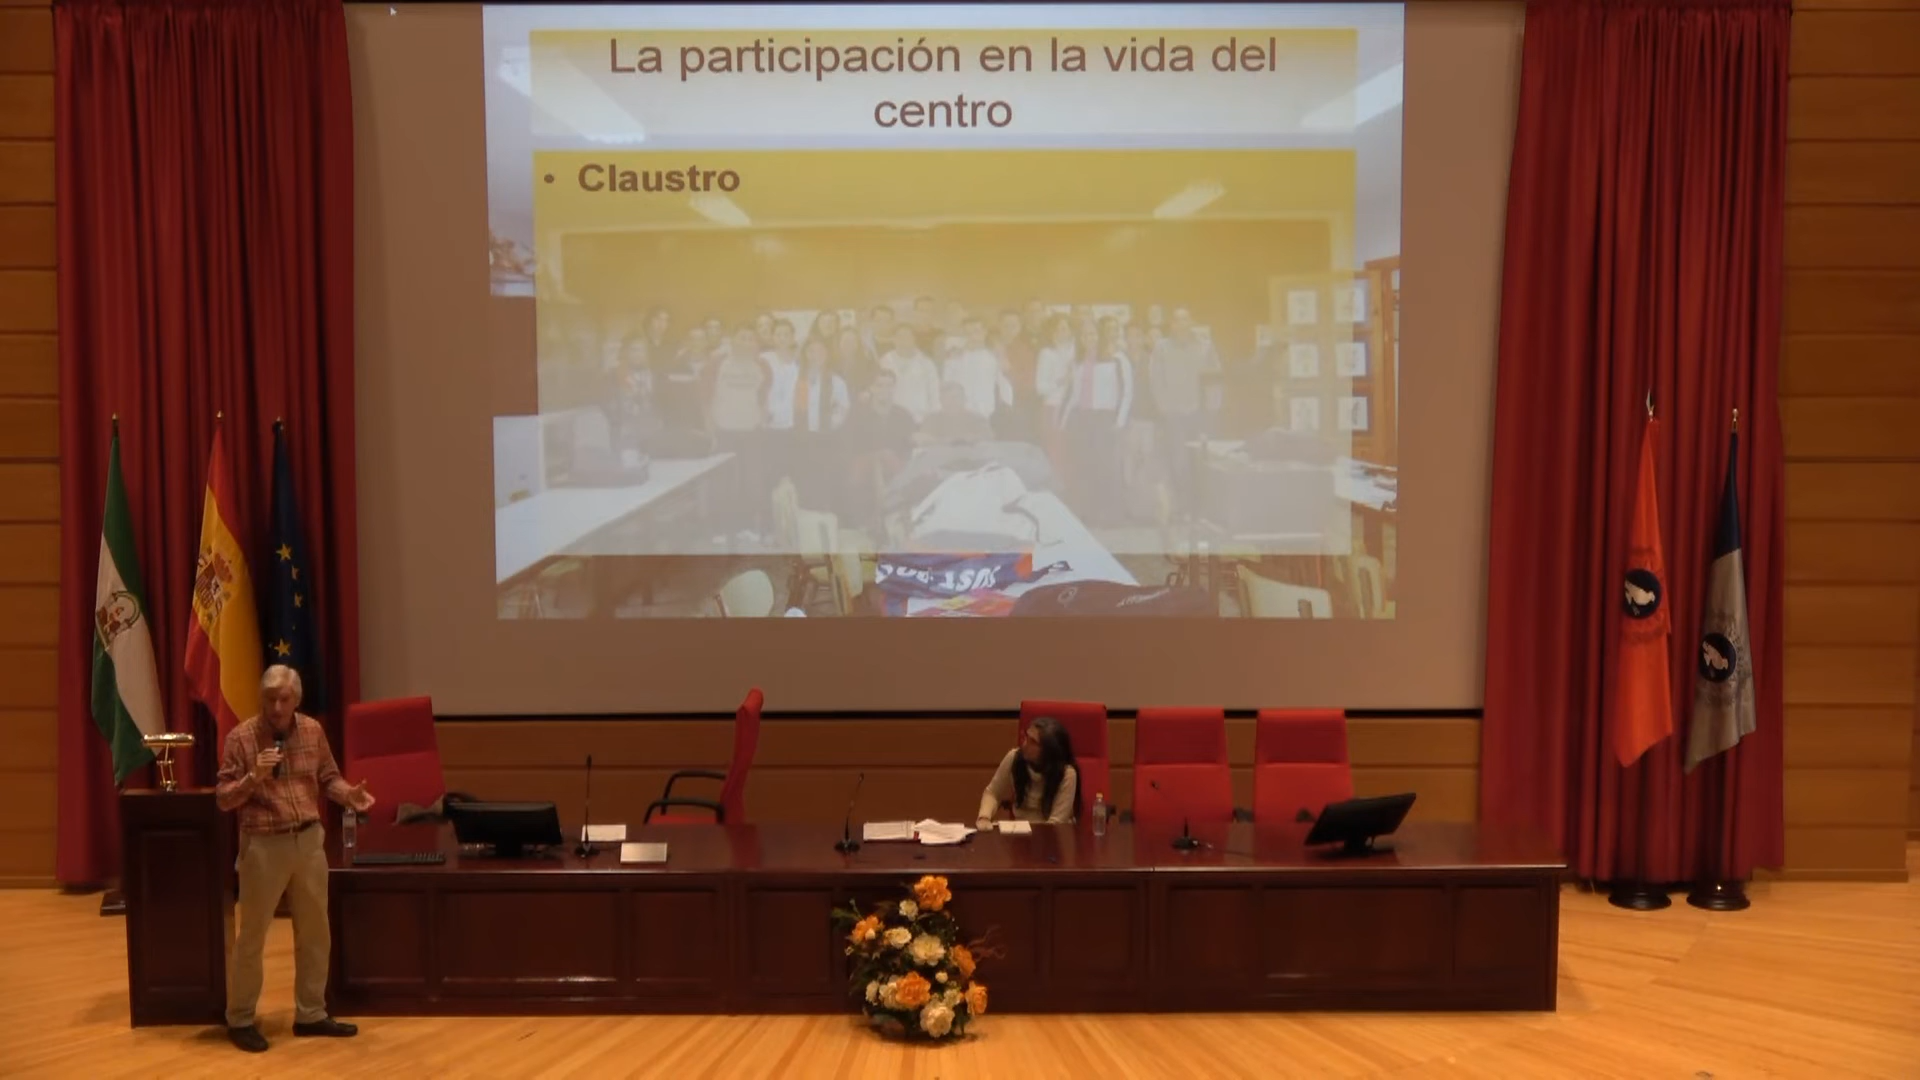 La participación en la vida del
centro
• Claustro